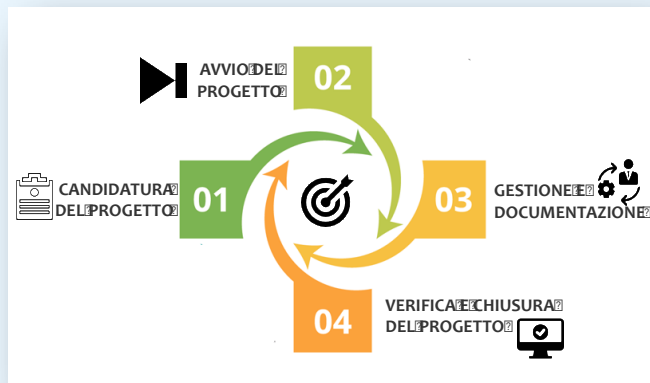 02
AVVIO DEL
PROGETTO
01
CANDIDATURA
DEL PROGETTO
03
GESTIONE E
DOCUMENTAZIONE
04
VERIFICA E CHIUSURA
DEL PROGETTO